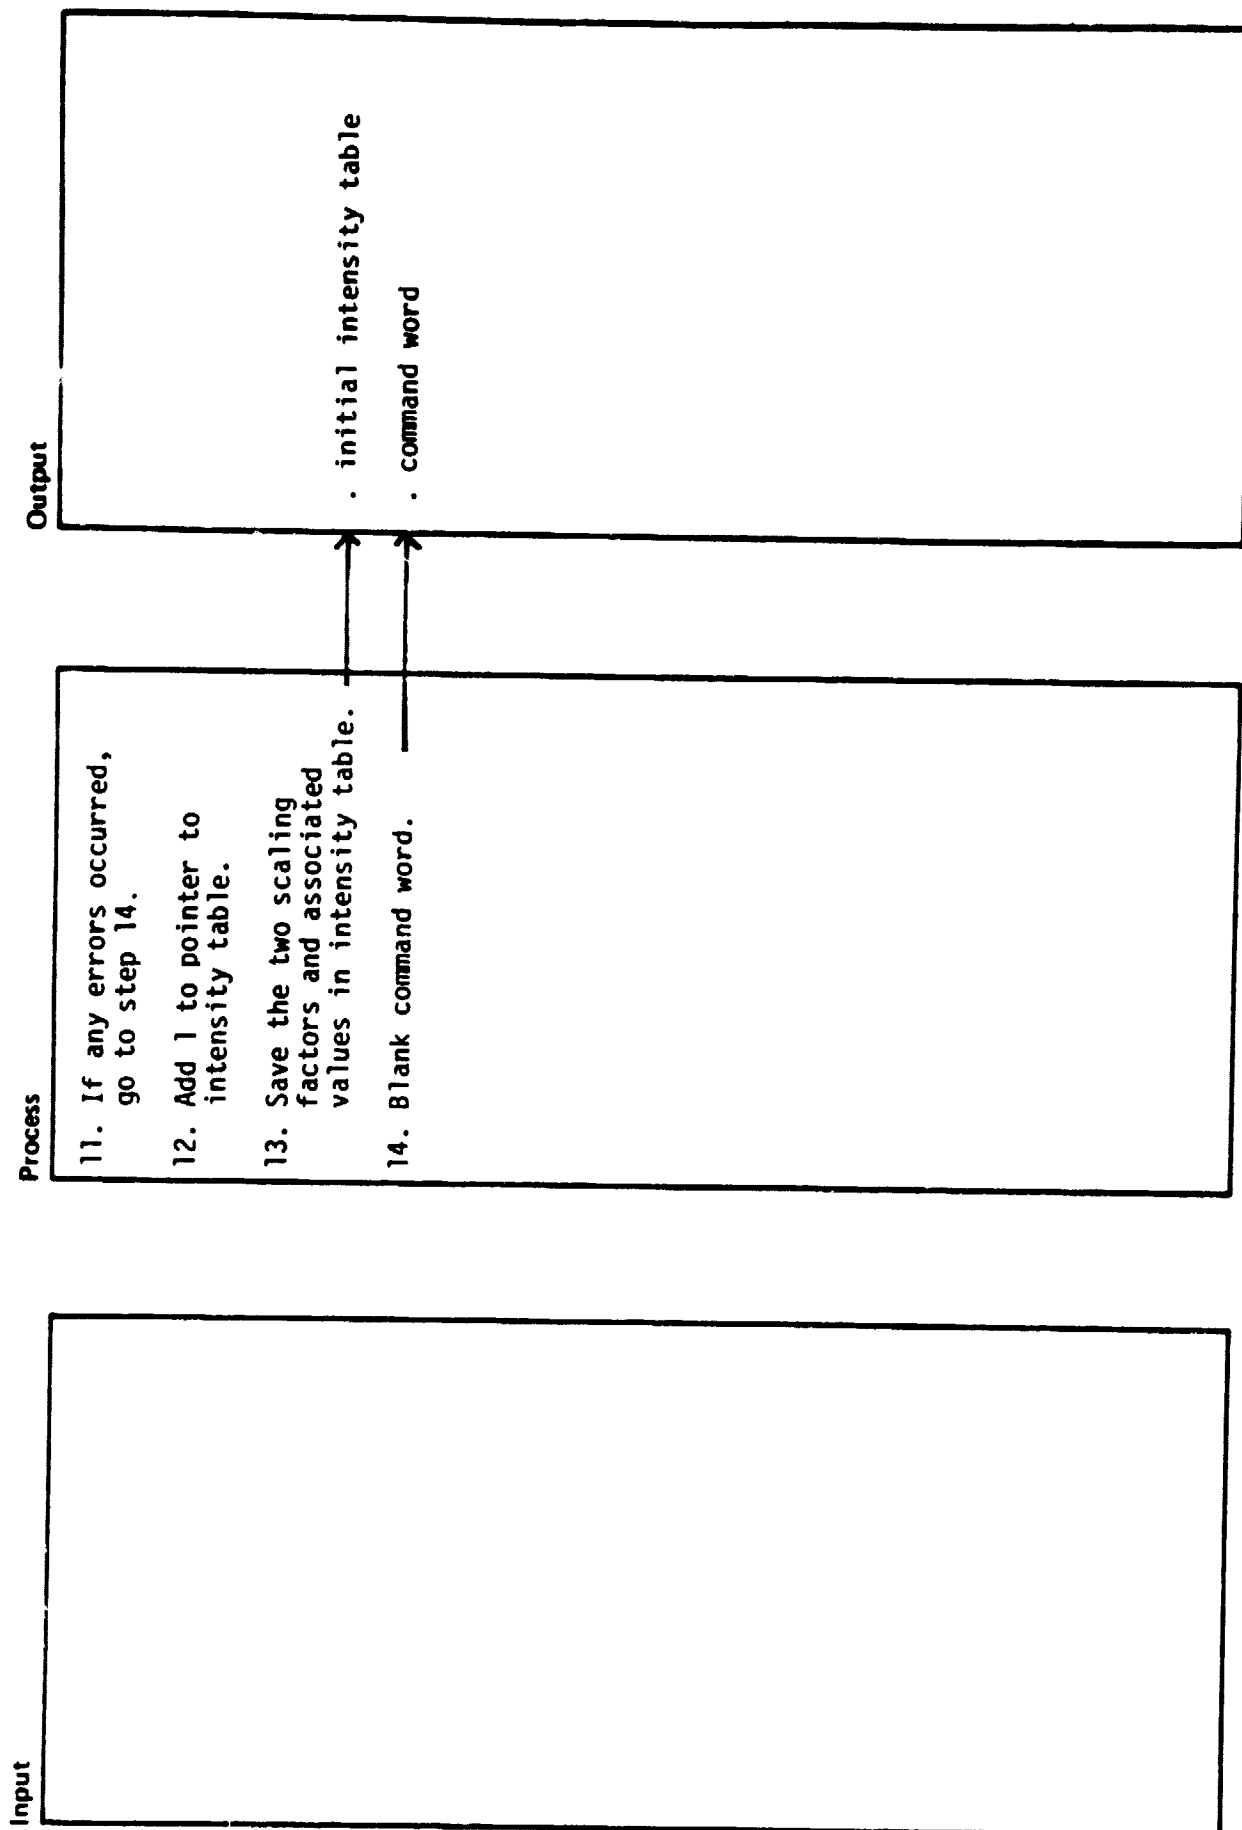 Input
Process
11. If any errors occurred,
go to step 14.
12. Add 1 to pointer to
intensity table.
13. Save the two scaling
factors and associated
values in intensity table.
14. Blank command word.
Output
. initial intensity table
. command word